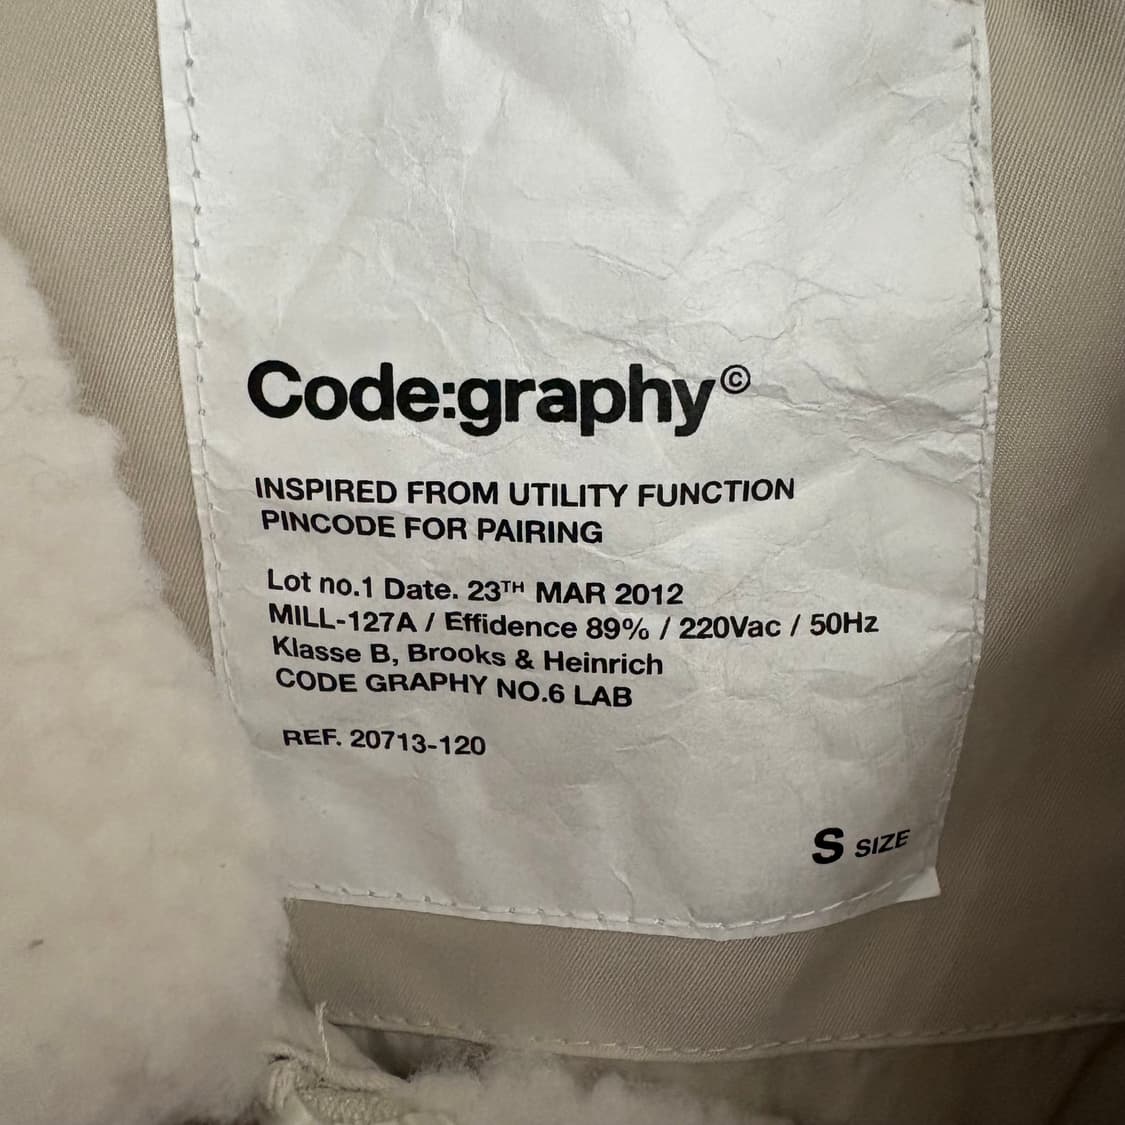 Code:graphy©
INSPIRED FROM UTILITY FUNCTION
PINCODE FOR PAIRING
Lot no.1 Date. 23TH MAR 2012
MILL-127A / Effidence 89% / 220Vac / 50Hz
Klasse B, Brooks & Heinrich
CODE GRAPHY NO.6 LAB
REF. 20713-120
S SIZE